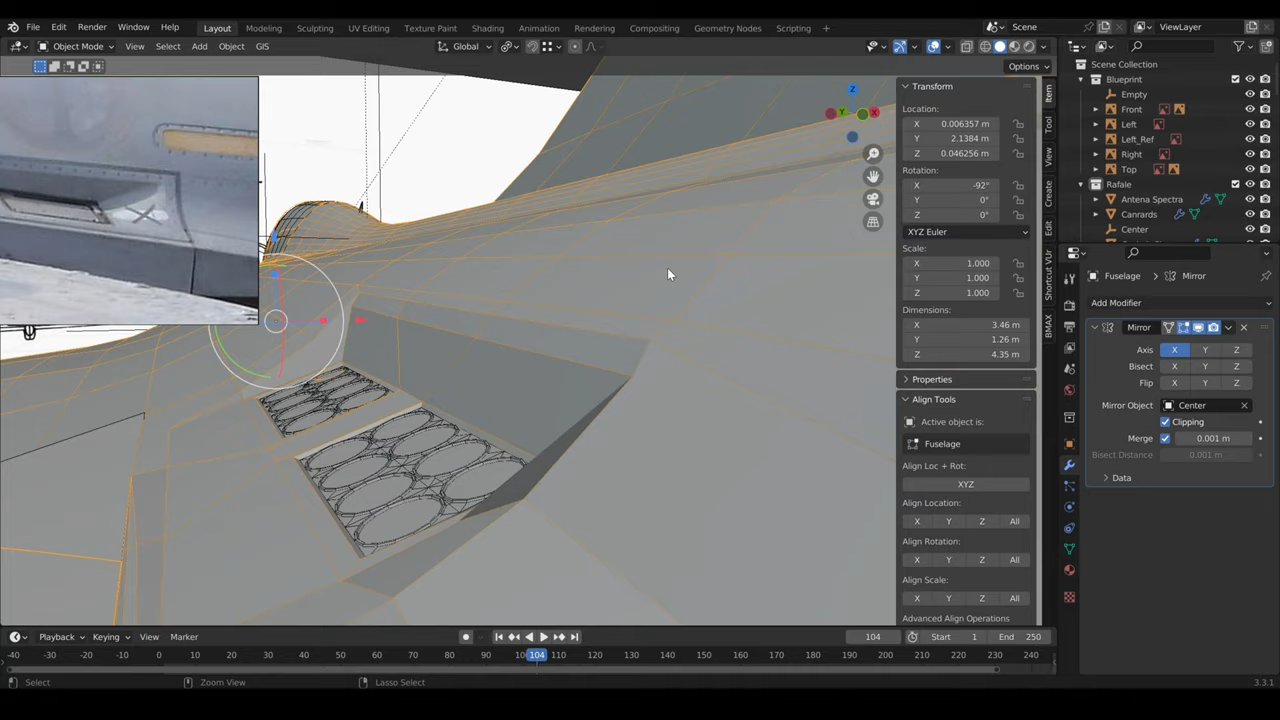 File Edit Render Window Help Layout Modeling Sculpting UV Editing Texture Paint Shading Animation Rendering Compositing Geometry Nodes Scripting + Scene ViewLayer
Object Mode View Select Add Object GIS Global
Options
Transform
Location:
X 0.006357 m
Y 2.1384 m
Z 0.046256 m
Rotation:
X -92°
Y 0°
Z 0°
XYZ Euler
Scale:
X 1.000
Y 1.000
Z 1.000
Dimensions:
X 3.46 m
Y 1.26 m
Z 4.35 m
Properties
Align Tools
Active object is:
Fuselage
Align Loc + Rot:
XYZ
Align Location:
X Y Z All
Align Rotation:
X Y Z All
Align Scale:
X Y Z All
Advanced Align Operations
Item
Tool
View
Create
Edit
Shortcut VUr
BMAX
Z
Y
X
Scene Collection
Blueprint
Empty
Front
Left
Left_Ref
Right
Top
Rafale
Antena Spectra
Canards
Center
Fuselage Mirror
Add Modifier
Mirror
Axis X Y Z
Bisect X Y Z
Flip X Y Z
Mirror Object Center
Clipping
Merge 0.001 m
Bisect Distance 0.001 m
Data
Playback Keying View Marker 104 Start 1 End 250
-40 -30 -20 -10 0 10 20 30 40 50 60 70 80 90 104 110 120 130 140 150 160 170 180 190 200 210 220 230 240
Select Zoom View Lasso Select 3.3.1